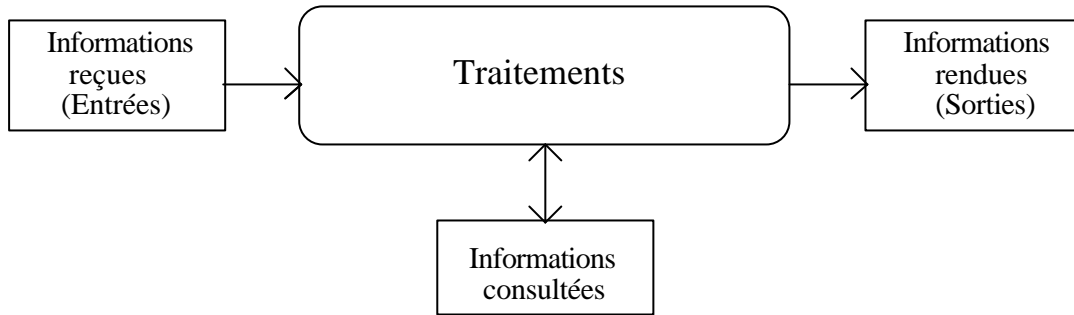 Informations
reçues
(Entrées)
Traitements
Informations
rendues
(Sorties)
Informations
consultées